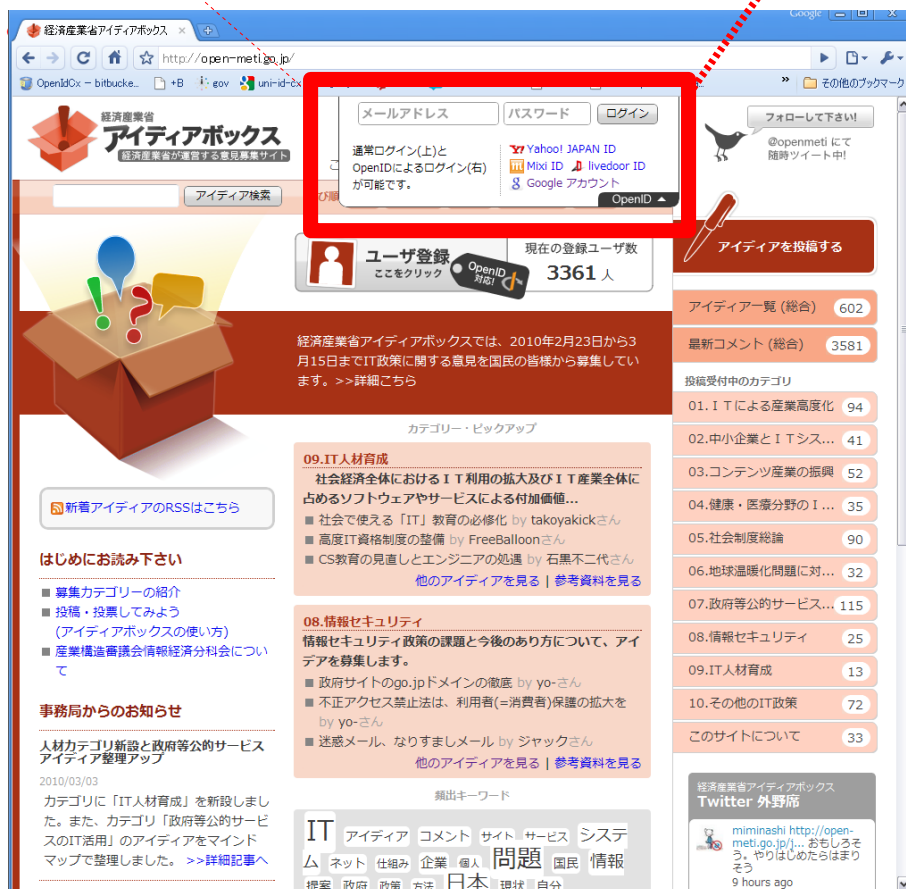 Google
経済産業省アイディアボックス
http://open-meti.go.jp/
OpenIdCx – bitbucke...
+B
gov
uni-id-cx
»
その他のブックマーク
経済産業省
アイディアボックス
経済産業省が運営する意見募集サイト
メールアドレス
パスワード
ログイン
通常ログイン(上)と
OpenIDによるログイン(右)
が可能です。
Yahoo! JAPAN ID
Mixi ID
livedoor ID
Google アカウント
OpenID ▲
フォローして下さい!
@openmeti にて
随時ツイート中!
アイディア検索
び順
アイディアを投稿する
ユーザ登録
ここをクリック
OpenID
対応!
現在の登録ユーザ数
3361 人
経済産業省アイディアボックスでは、2010年2月23日から3
月15日までIT政策に関する意見を国民の皆様から募集してい
ます。>>詳細こちら
新着アイディアのRSSはこちら
はじめにお読み下さい
■ 募集カテゴリーの紹介
■ 投稿・投票してみよう
(アイディアボックスの使い方)
■ 産業構造審議会情報経済分科会につい
て
事務局からのお知らせ
人材カテゴリ新設と政府等公的サービス
アイディア整理アップ
2010/03/03
カテゴリに「IT人材育成」を新設しまし
た。また、カテゴリ「政府等公的サービ
スのIT活用」のアイディアをマインド
マップで整理しました。 >>詳細記事へ
カテゴリー・ピックアップ
09.IT人材育成
社会経済全体におけるＩＴ利用の拡大及びＩＴ産業全体に
占めるソフトウェアやサービスによる付加価値...
■ 社会で使える「IT」教育の必修化 by takoyakickさん
■ 高度IT資格制度の整備 by FreeBalloonさん
■ CS教育の見直しとエンジニアの処遇 by 石黒不二代さん
他のアイディアを見る | 参考資料を見る
08.情報セキュリティ
情報セキュリティ政策の課題と今後のあり方について、アイ
デアを募集します。
■ 政府サイトのgo.jpドメインの徹底 by yo-さん
■ 不正アクセス禁止法は、利用者(=消費者)保護の拡大を
by yo-さん
■ 迷惑メール、なりすましメール by ジャックさん
他のアイディアを見る | 参考資料を見る
頻出キーワード
IT アイディア コメント サイト サービス システ
ム ネット 仕組み 企業 個人 問題 国民 情報
提案 政府 政策 方法 日本 現状 自分
アイディア一覧 (総合) 602
最新コメント (総合) 3581
投稿受付中のカテゴリ
01.ＩＴによる産業高度化 94
02.中小企業とＩＴシス... 41
03.コンテンツ産業の振興 52
04.健康・医療分野のＩ... 35
05.社会制度総論 90
06.地球温暖化問題に対... 32
07.政府等公的サービス... 115
08.情報セキュリティ 25
09.IT人材育成 13
10.その他のIT政策 72
このサイトについて 33
経済産業省アイディアボックス
Twitter 外野席
miminashi http://open-
meti.go.jp/j... おもしろそ
う。やりはじめたらはまり
そう
9 hours ago